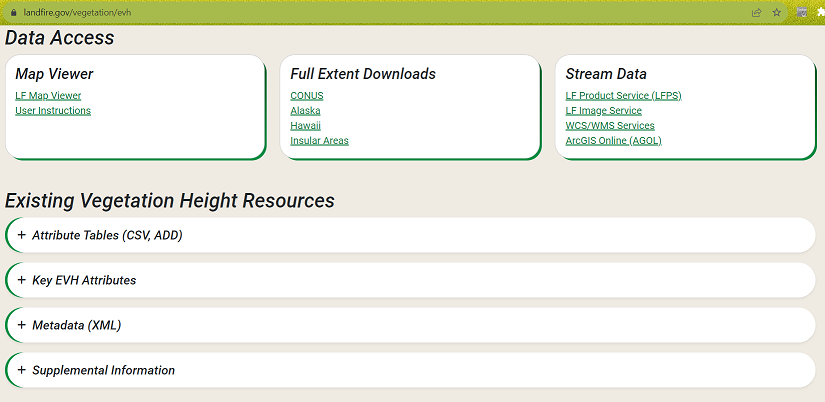 landfire.gov/vegetation/evh
Data Access
Map Viewer
LF Map Viewer
User Instructions
Full Extent Downloads
CONUS
Alaska
Hawaii
Insular Areas
Stream Data
LF Product Service (LFPS)
LF Image Service
WCS/WMS Services
ArcGIS Online (AGOL)
Existing Vegetation Height Resources
+ Attribute Tables (CSV, ADD)
+ Key EVH Attributes
+ Metadata (XML)
+ Supplemental Information